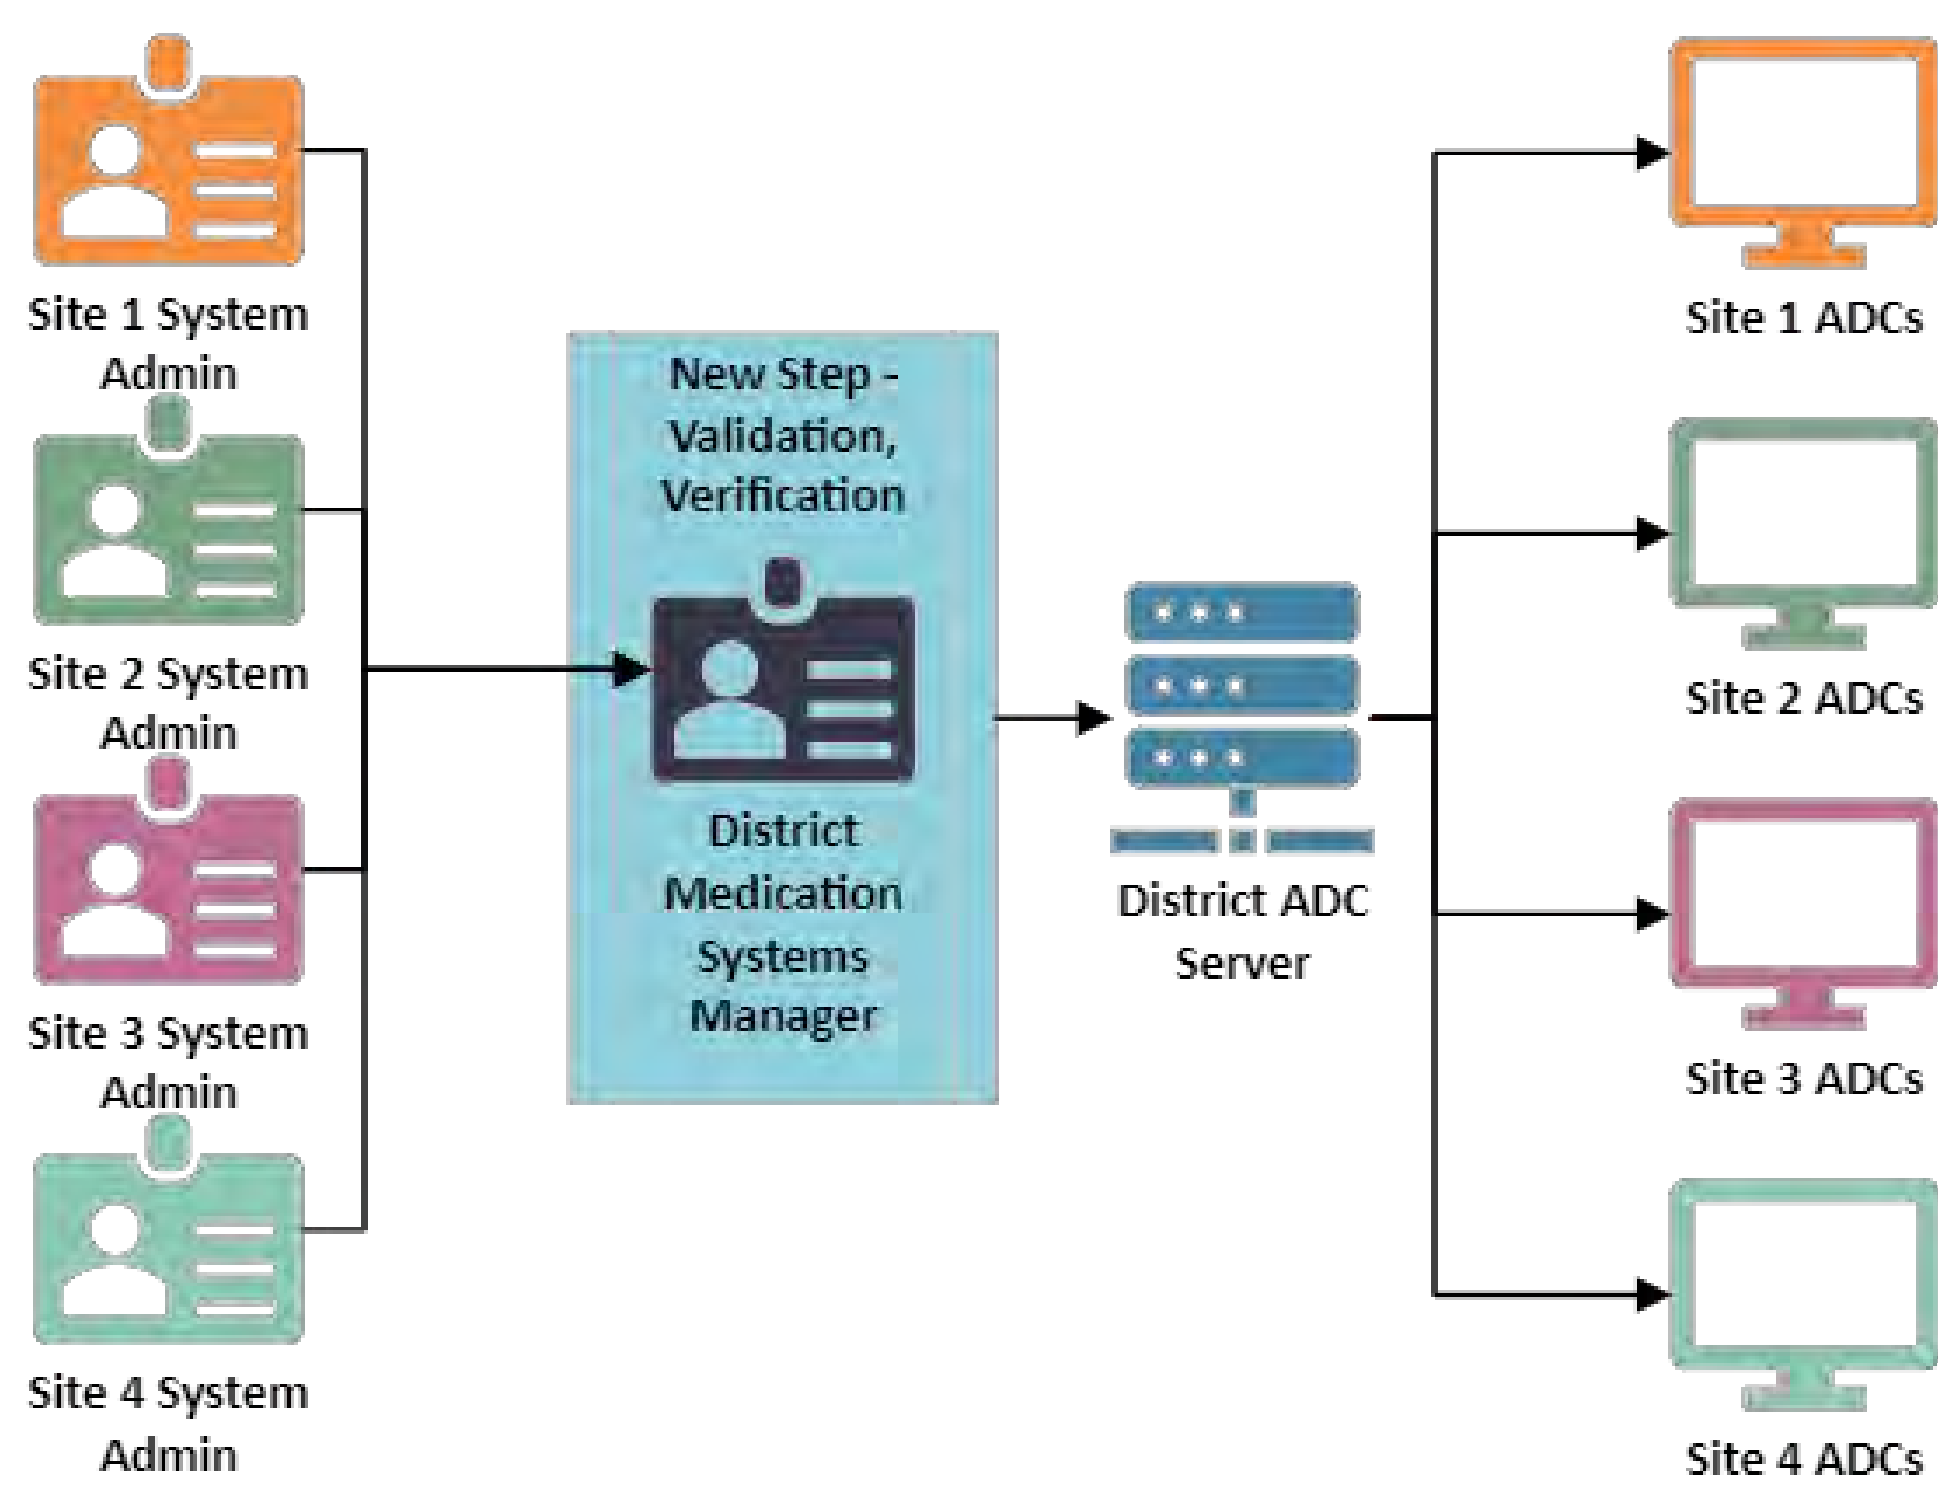 Site 1 System
Admin
Site 2 System
Admin
Site 3 System
Admin
Site 4 System
Admin
New Step -
Validation,
Verification
District
Medication
Systems
Manager
District ADC
Server
Site 1 ADCs
Site 2 ADCs
Site 3 ADCs
Site 4 ADCs